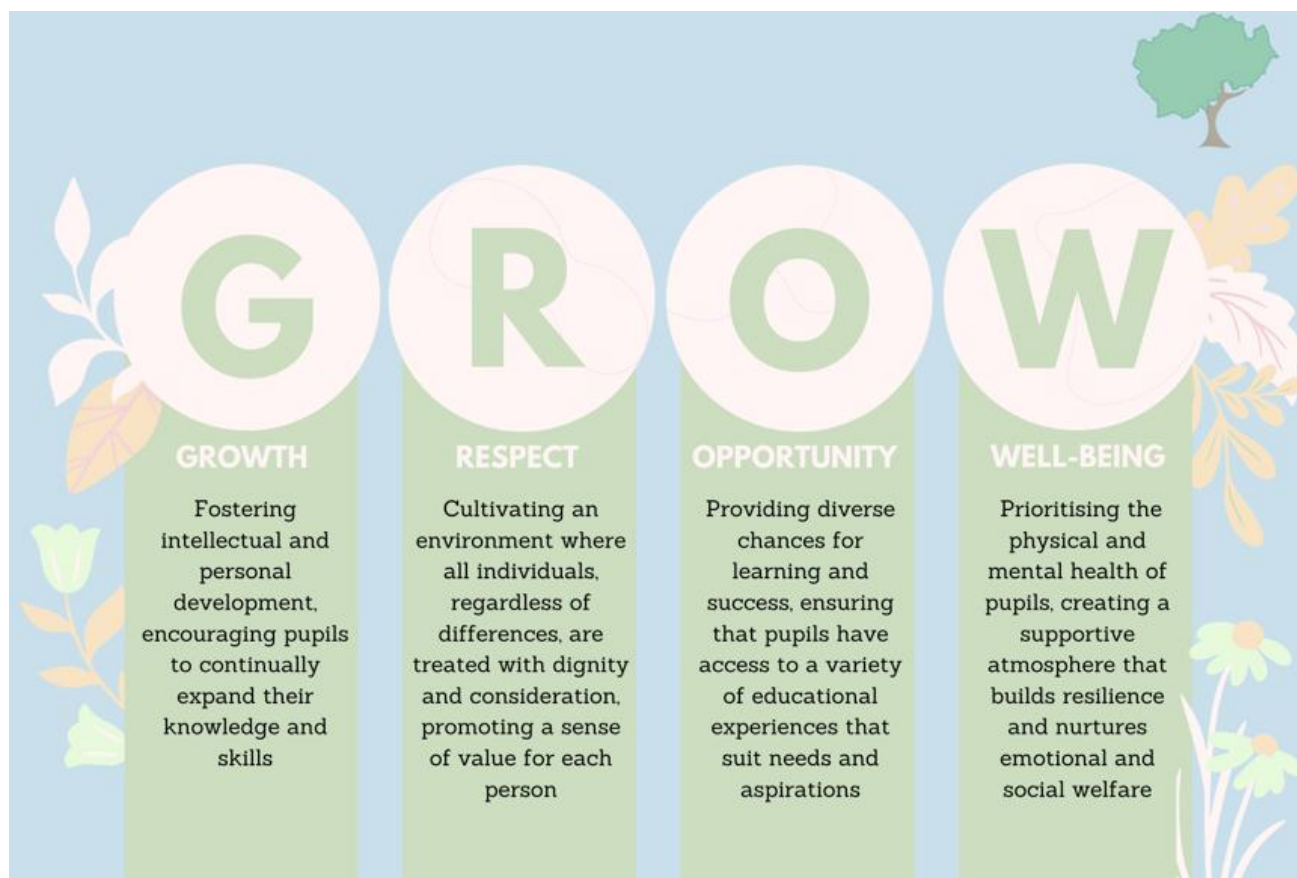 G
GROWTH
Fostering
intellectual and
personal
development,
encouraging pupils
to continually
expand their
knowledge and
skills
R
RESPECT
Cultivating an
environment where
all individuals,
regardless of
differences, are
treated with dignity
and consideration,
promoting a sense
of value for each
person
O
OPPORTUNITY
Providing diverse
chances for
learning and
success, ensuring
that pupils have
access to a variety
of educational
experiences that
suit needs and
aspirations
W
WELL-BEING
Prioritising the
physical and
mental health of
pupils, creating a
supportive
atmosphere that
builds resilience
and nurtures
emotional and
social welfare